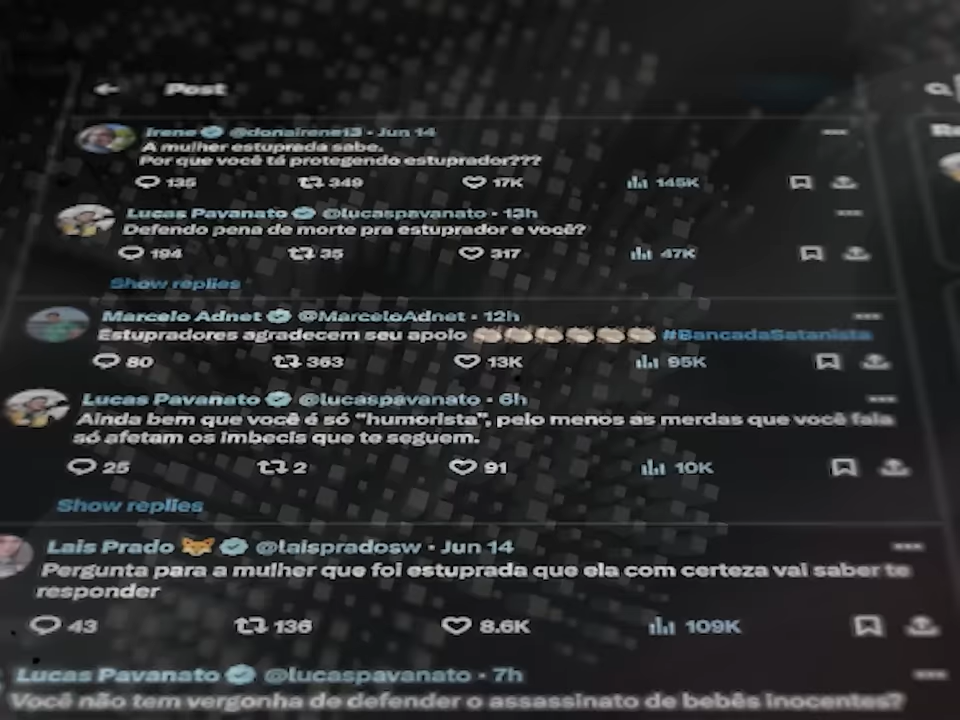 Post
Irene @donairene13 · Jun 14
A mulher estuprada sabe.
Por que você tá protegendo estuprador???
135 349 17K 145K
Lucas Pavanato @lucaspavanato · 13h
Defendo pena de morte pra estuprador e você?
194 35 317 47K
Show replies
Marcelo Adnet @MarceloAdnet · 12h
Estupradores agradecem seu apoio 👏🏼👏🏼👏🏼👏🏼👏🏼👏🏼 #BancadaSatanista
80 363 13K 95K
Lucas Pavanato @lucaspavanato · 6h
Ainda bem que você é só "humorista", pelo menos as merdas que você fala
só afetam os imbecis que te seguem.
25 2 91 10K
Show replies
Lais Prado 🦊 @laispradosw · Jun 14
Pergunta para a mulher que foi estuprada que ela com certeza vai saber te
responder
43 136 8.6K 109K
Lucas Pavanato @lucaspavanato · 7h
Você não tem vergonha de defender o assassinato de bebês inocentes?